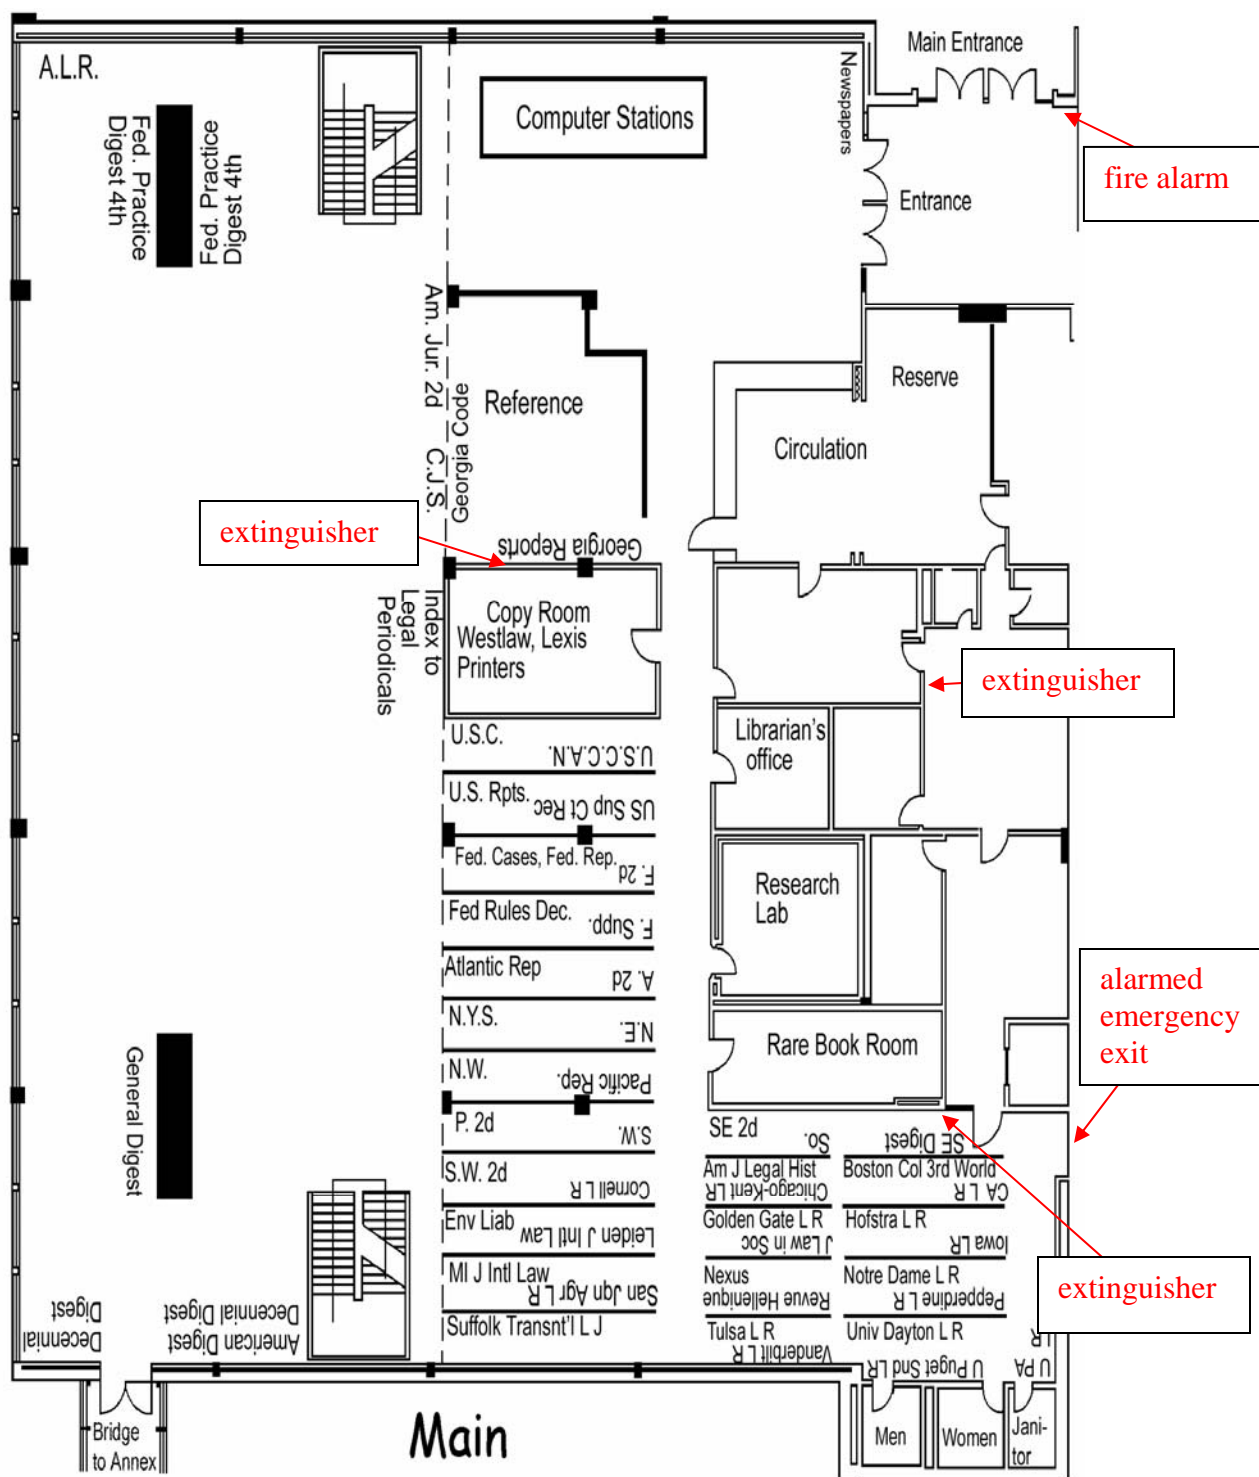 Main Entrance
A.L.R.
Newspapers
Computer Stations
Fed. Practice
Digest 4th
Fed. Practice
Digest 4th
fire alarm
Entrance
Am. Jur. 2d
C.J.S.
Georgia Code
Reference
Reserve
Circulation
extinguisher
Georgia Reports
Index to
Legal
Periodicals
Copy Room
Westlaw, Lexis
Printers
extinguisher
U.S.C.
U.S.C.C.A.N.
Librarian's
office
U.S. Rpts.
US Sup Ct Rec
Fed. Cases, Fed. Rep.
F. 2d
Research
Lab
Fed Rules Dec.
F. Supp.
Atlantic Rep
A. 2d
alarmed
emergency
exit
N.Y.S.
N.E.
Rare Book Room
General Digest
N.W.
Pacific Rep.
P. 2d
S.W.
SE 2d
So.
SE Digest
S.W. 2d
Cornell L R
Am J Legal Hist
Chicago-Kent LR
Boston Col 3rd World
CA L R
Env Liab
Leiden J Intl Law
Golden Gate L R
J Law in Soc
Hofstra L R
Iowa LR
MI J Intl Law
San Jqn Agr L R
Nexus
Revue Hellenique
Notre Dame L R
Pepperdine L R
extinguisher
Suffolk Transnt'l L J
Tulsa L R
Vanderbilt L R
Univ Dayton L R
U Puget Snd LR
U PA
LR
Decennial
Digest
American Digest
Decennial Digest
Bridge
to Annex
Main
Men
Women
Jani-
tor